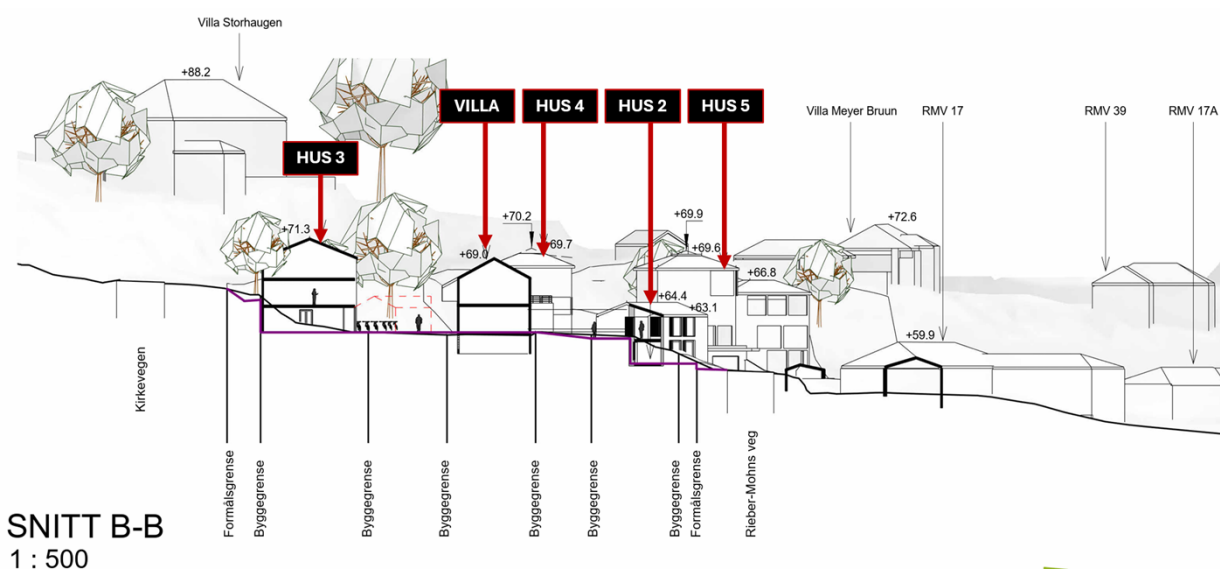 Villa Storhaugen
+88.2
VILLA
HUS 4
HUS 2
HUS 5
Villa Meyer Bruun
RMV 17
RMV 39
RMV 17A
HUS 3
+71.3
+70.2
+69.9
+72.6
+69.0
69.7
+69.6
+66.8
+64.4
+63.1
+59.9
Kirkevegen
Formålsgrense
Byggegrense
Byggegrense
Byggegrense
Byggegrense
Byggegrense
Byggegrense
Formålsgrense
Rieber-Mohns veg
SNITT B-B
1 : 500